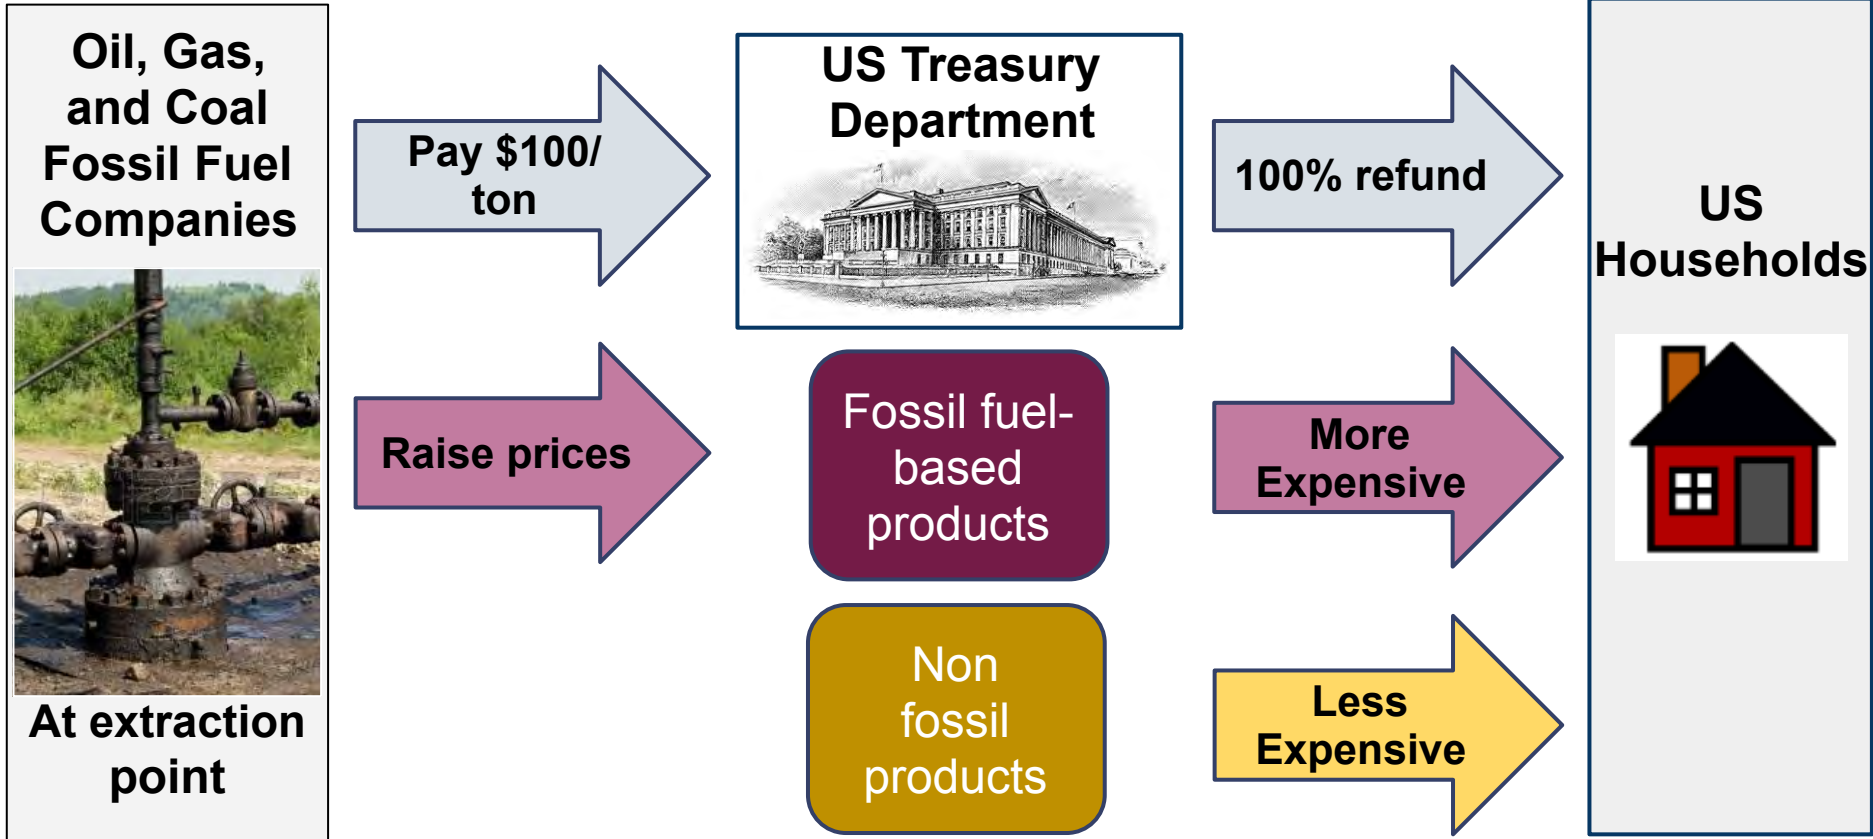 Oil, Gas,
and Coal
Fossil Fuel
Companies
At extraction
point
Pay $100/
ton
US Treasury
Department
100% refund
US
Households
Raise prices
Fossil fuel-
based
products
More
Expensive
Non
fossil
products
Less
Expensive